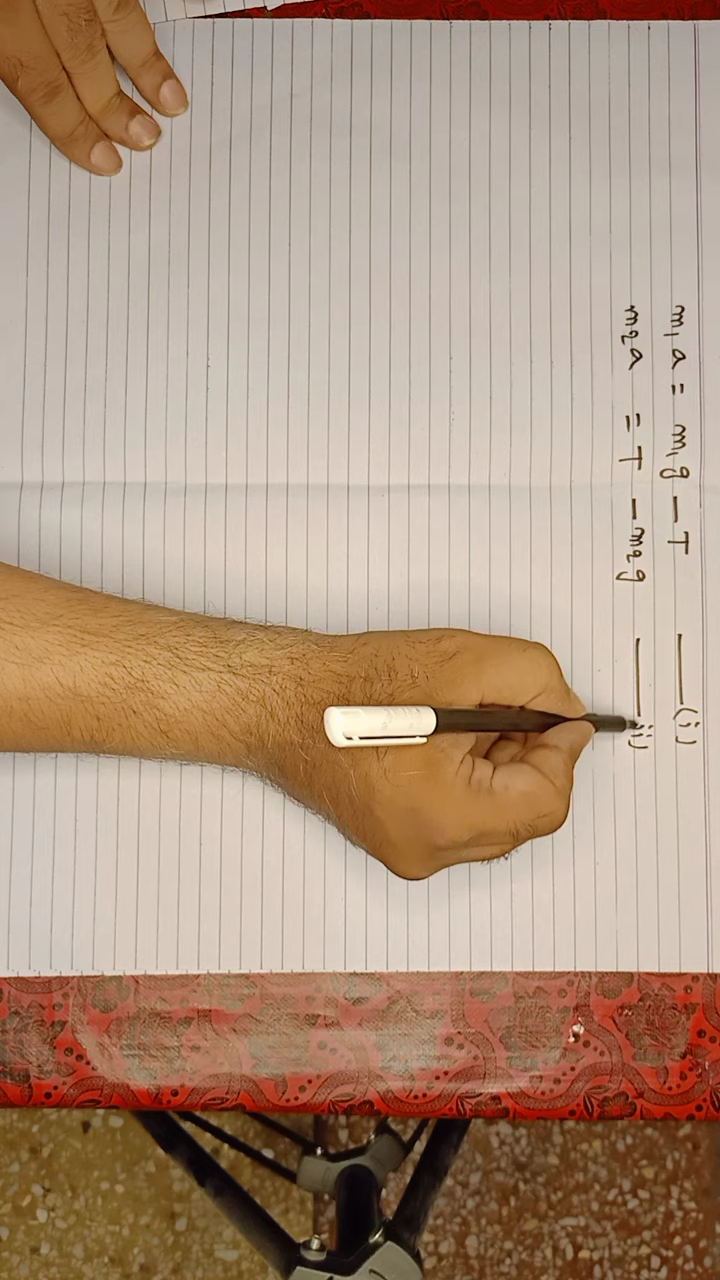 m₁a = m₁g — T —— (i)
m₂a = T — m₂g —— ii)